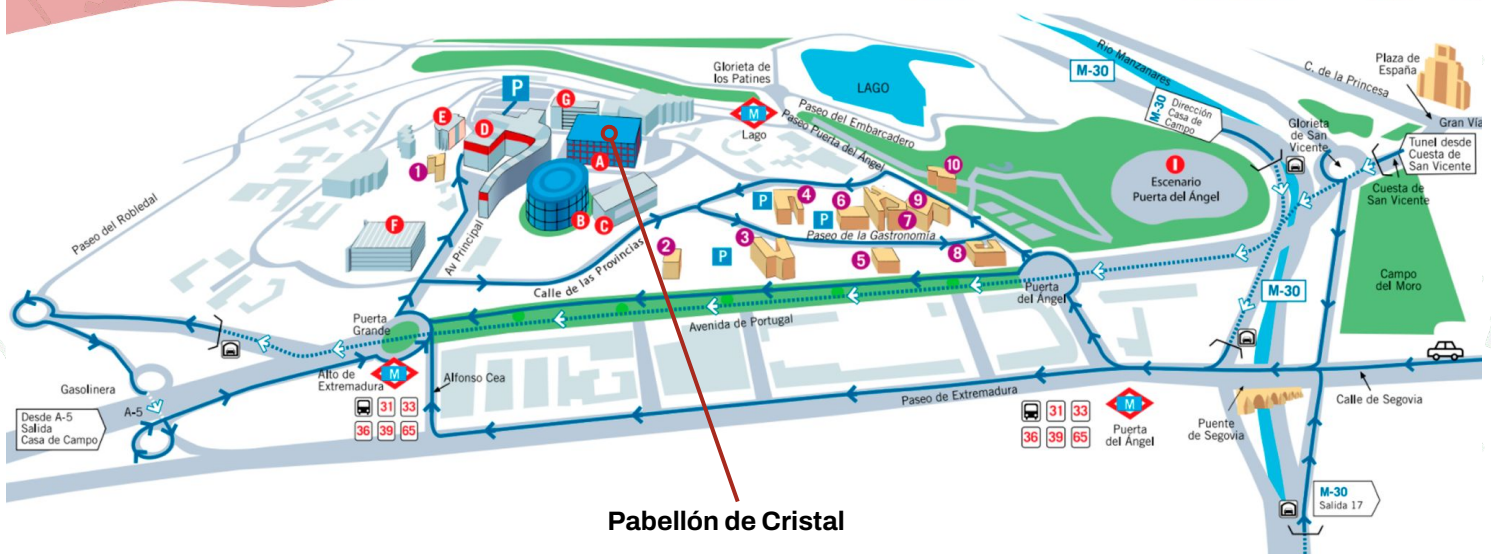 Glorieta de
los Patines
LAGO
Rio Manzanares
M-30
M-30 Dirección
Casa de
Campo
C. de la Princesa
Plaza de
España
Gran Vía
Glorieta
de San
Vicente
Tunel desde
Cuesta de
San Vicente
Cuesta de
San Vicente
P
G
E
D
A
M
Lago
Paseo del Embarcadero
Paseo Puerta del Ángel
1
10
I
Escenario
Puerta del Ángel
B
C
F
Paseo del Robledal
Av Principal
P
4
6
9
7
P
Paseo de la Gastronomía
2
P
3
5
8
Calle de las Provincias
Puerta
del Ángel
M-30
Campo
del Moro
Puerta
Grande
Avenida de Portugal
Gasolinera
Alto de
Extremadura
M
Alfonso Cea
31 33
36 39 65
Desde A-5
Salida
Casa de Campo
A-5
Paseo de Extremadura
31 33
36 39 65
M
Puerta
del Ángel
Puente
de Segovia
Calle de Segovia
M-30
Salida 17
Pabellón de Cristal